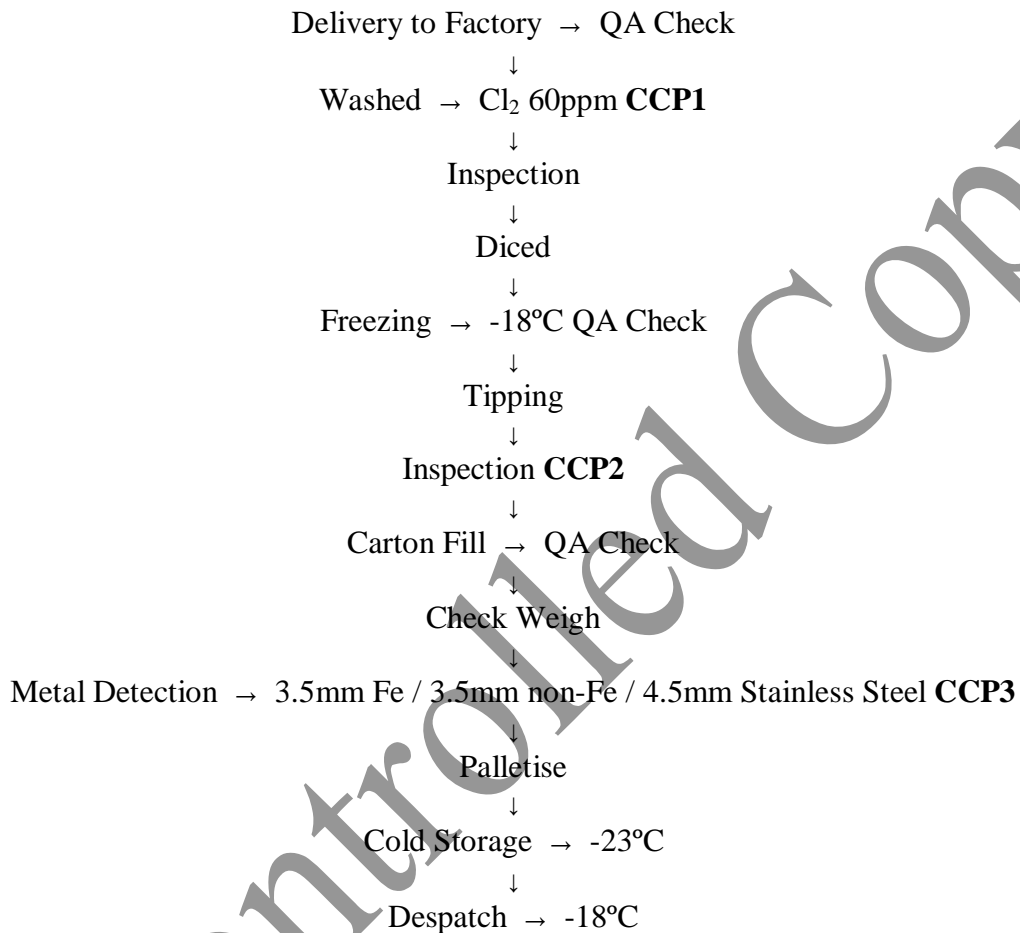 Delivery to Factory → QA Check
↓
Washed → Cl₂ 60ppm CCP1
↓
Inspection
↓
Diced
↓
Freezing → -18ºC QA Check
↓
Tipping
↓
Inspection CCP2
↓
Carton Fill → QA Check
↓
Check Weigh
↓
Metal Detection → 3.5mm Fe / 3.5mm non-Fe / 4.5mm Stainless Steel CCP3
↓
Palletise
↓
Cold Storage → -23ºC
↓
Despatch → -18ºC